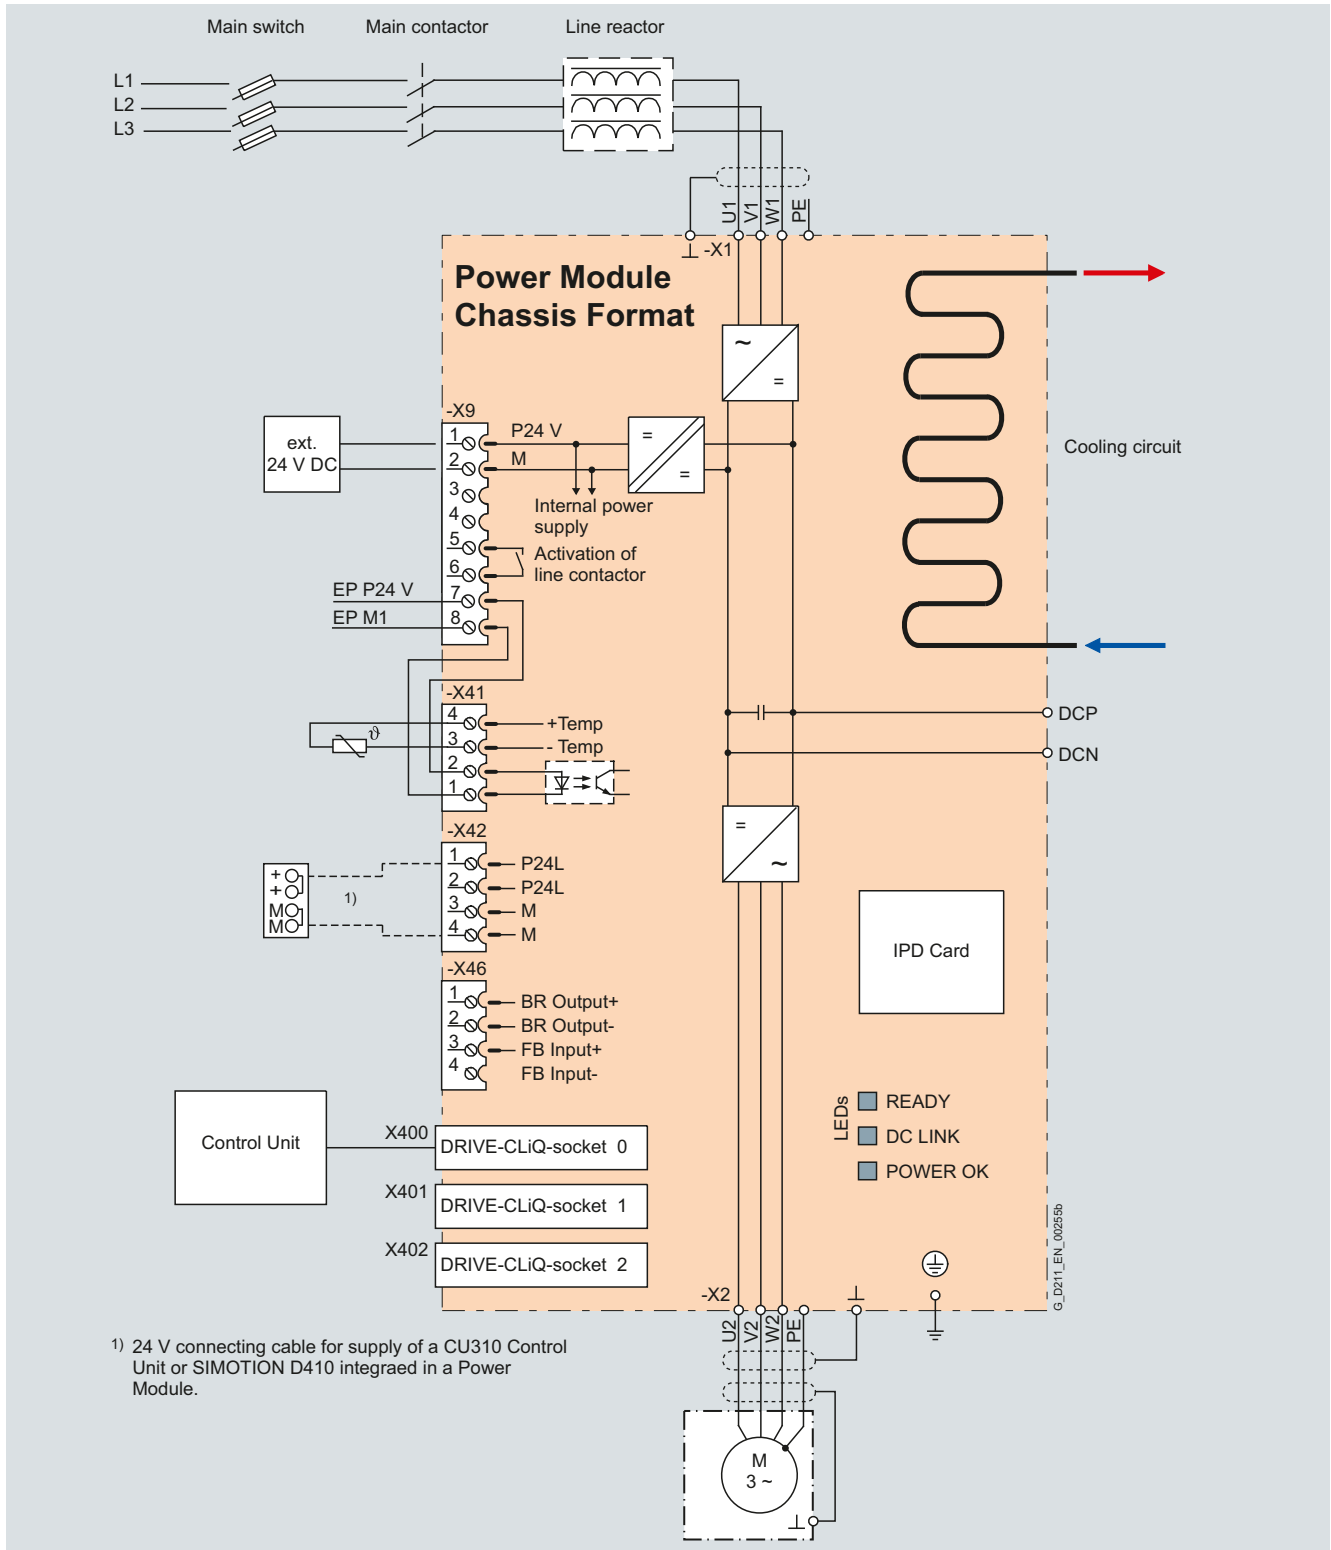 Main switch
Main contactor
Line reactor
L1
L2
L3
U1
V1
W1
PE
-X1
Power Module
Chassis Format
~
=
-X9
ext.
24 V DC
1
2
3
4
5
6
7
8
P24 V
M
=
=
Internal power
supply
Activation of
line contactor
EP P24 V
EP M1
Cooling circuit
-X41
4
3
2
1
ϑ
+Temp
- Temp
DCP
DCN
=
~
-X42
1
2
3
4
P24L
P24L
M
M
+
+
M
M
1)
IPD Card
-X46
1
2
3
4
BR Output+
BR Output-
FB Input+
FB Input-
Control Unit
X400
DRIVE-CLiQ-socket 0
X401
DRIVE-CLiQ-socket 1
X402
DRIVE-CLiQ-socket 2
LEDs
READY
DC LINK
POWER OK
G_D211_EN_00255b
-X2
U2
V2
W2
PE
1) 24 V connecting cable for supply of a CU310 Control
Unit or SIMOTION D410 integraed in a Power
Module.
M
3 ~